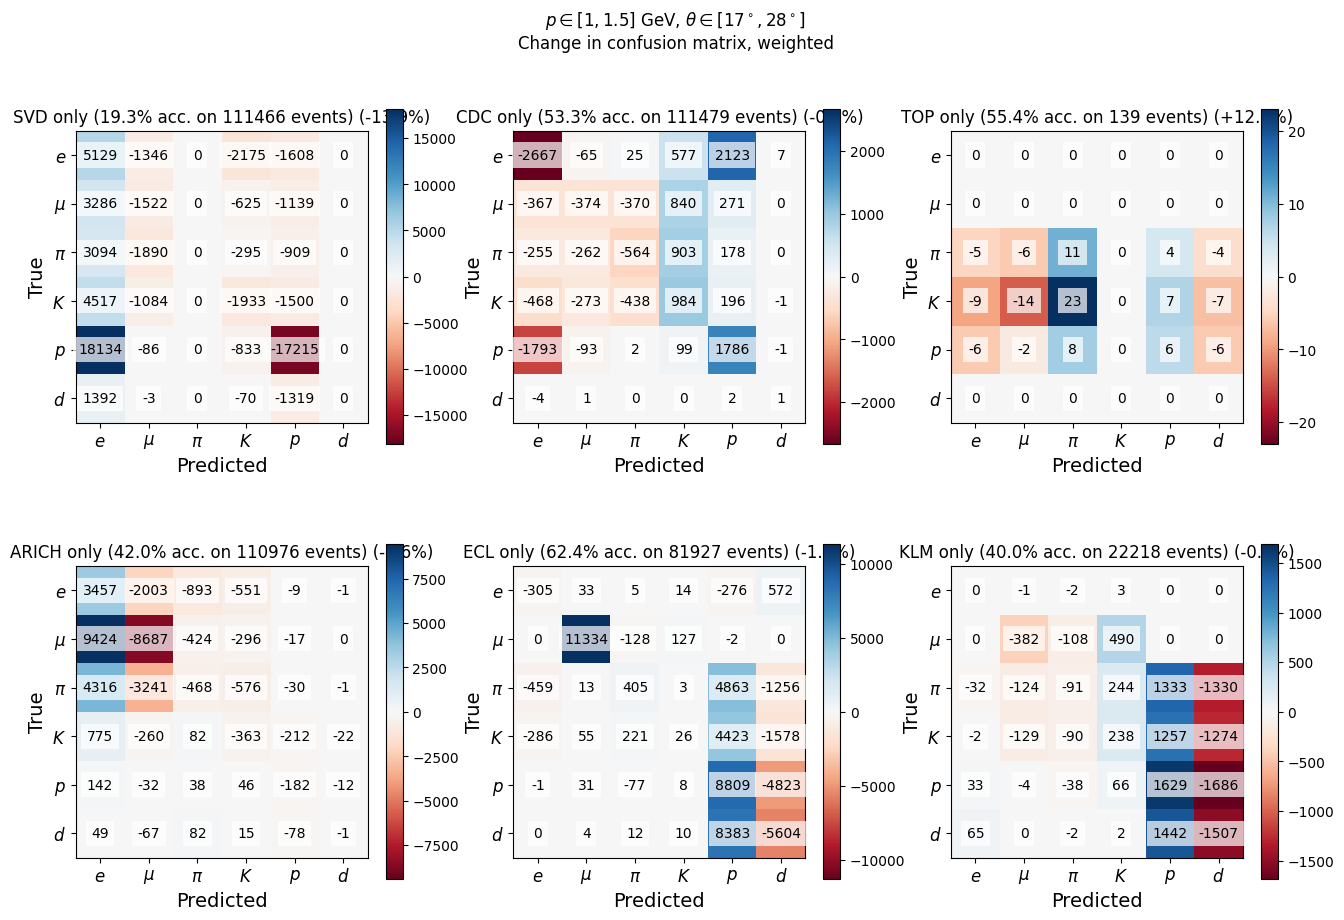 p ∈ [1, 1.5] GeV, θ ∈ [17°, 28°]
Change in confusion matrix, weighted
SVD only (19.3% acc. on 111466 events)
True
e 5129 -1346 0 -2175 -1608 0
μ 3286 -1522 0 -625 -1139 0
π 3094 -1890 0 -295 -909 0
K 4517 -1084 0 -1933 -1500 0
p 18134 -86 0 -833 -17215 0
d 1392 -3 0 -70 -1319 0
e μ π K p d
Predicted
15000
10000
5000
0
-5000
-10000
-15000
CDC only (53.3% acc. on 111479 events)
True
e -2667 -65 25 577 2123 7
μ -367 -374 -370 840 271 0
π -255 -262 -564 903 178 0
K -468 -273 -438 984 196 -1
p -1793 -93 2 99 1786 -1
d -4 1 0 0 2 1
e μ π K p d
Predicted
2000
1000
0
-1000
-2000
TOP only (55.4% acc. on 139 events)
True
e 0 0 0 0 0 0
μ 0 0 0 0 0 0
π -5 -6 11 0 4 -4
K -9 -14 23 0 7 -7
p -6 -2 8 0 6 -6
d 0 0 0 0 0 0
e μ π K p d
Predicted
20
10
0
-10
-20
ARICH only (42.0% acc. on 110976 events)
True
e 3457 -2003 -893 -551 -9 -1
μ 9424 -8687 -424 -296 -17 0
π 4316 -3241 -468 -576 -30 -1
K 775 -260 82 -363 -212 -22
p 142 -32 38 46 -182 -12
d 49 -67 82 15 -78 -1
e μ π K p d
Predicted
7500
5000
2500
0
-2500
-5000
-7500
ECL only (62.4% acc. on 81927 events)
True
e -305 33 5 14 -276 572
μ 0 11334 -128 127 -2 0
π -459 13 405 3 4863 -1256
K -286 55 221 26 4423 -1578
p -1 31 -77 8 8809 -4823
d 0 4 12 10 8383 -5604
e μ π K p d
Predicted
10000
5000
0
-5000
-10000
KLM only (40.0% acc. on 22218 events)
True
e 0 -1 -2 3 0 0
μ 0 -382 -108 490 0 0
π -32 -124 -91 244 1333 -1330
K -2 -129 -90 238 1257 -1274
p 33 -4 -38 66 1629 -1686
d 65 0 -2 2 1442 -1507
e μ π K p d
Predicted
1500
1000
500
0
-500
-1000
-1500